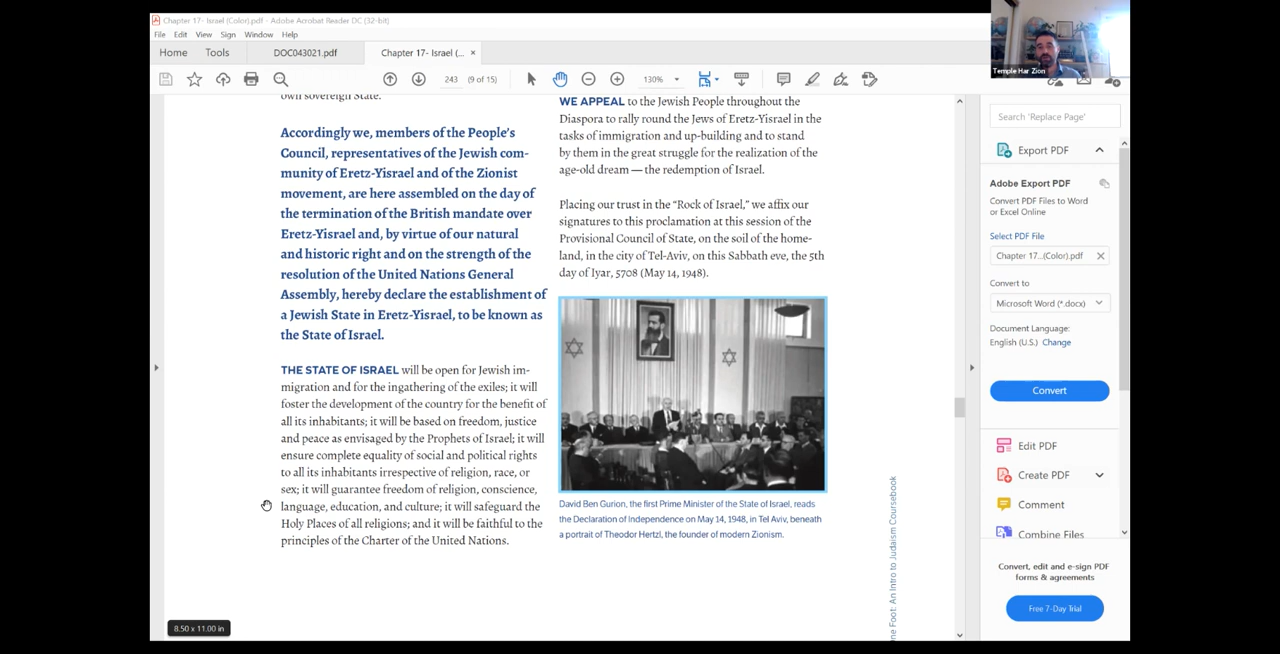 Chapter 17- Israel (Color).pdf - Adobe Acrobat Reader DC (32-bit)
File Edit View Sign Window Help
Home Tools DOC043021.pdf Chapter 17- Israel (... ×
243 (9 of 15) 130%
Temple Har Zion
own sovereign State.
Accordingly we, members of the People's
Council, representatives of the Jewish com-
munity of Eretz-Yisrael and of the Zionist
movement, are here assembled on the day of
the termination of the British mandate over
Eretz-Yisrael and, by virtue of our natural
and historic right and on the strength of the
resolution of the United Nations General
Assembly, hereby declare the establishment of
a Jewish State in Eretz-Yisrael, to be known as
the State of Israel.
THE STATE OF ISRAEL will be open for Jewish im-
migration and for the ingathering of the exiles; it will
foster the development of the country for the benefit of
all its inhabitants; it will be based on freedom, justice
and peace as envisaged by the Prophets of Israel; it will
ensure complete equality of social and political rights
to all its inhabitants irrespective of religion, race, or
sex; it will guarantee freedom of religion, conscience,
language, education, and culture; it will safeguard the
Holy Places of all religions; and it will be faithful to the
principles of the Charter of the United Nations.
WE APPEAL to the Jewish People throughout the
Diaspora to rally round the Jews of Eretz-Yisrael in the
tasks of immigration and up-building and to stand
by them in the great struggle for the realization of the
age-old dream — the redemption of Israel.
Placing our trust in the “Rock of Israel,” we affix our
signatures to this proclamation at this session of the
Provisional Council of State, on the soil of the home-
land, in the city of Tel-Aviv, on this Sabbath eve, the 5th
day of Iyar, 5708 (May 14, 1948).
David Ben Gurion, the first Prime Minister of the State of Israel, reads
the Declaration of Independence on May 14, 1948, in Tel Aviv, beneath
a portrait of Theodor Hertzl, the founder of modern Zionism.
ne Foot: An Intro to Judaism Coursebook
8.50 x 11.00 in
Search 'Replace Page'
Export PDF
Adobe Export PDF
Convert PDF Files to Word
or Excel Online
Select PDF File
Chapter 17...(Color).pdf
Convert to
Microsoft Word (*.docx)
Document Language:
English (U.S.) Change
Convert
Edit PDF
Create PDF
Comment
Combine Files
Convert, edit and e-sign PDF
forms & agreements
Free 7-Day Trial